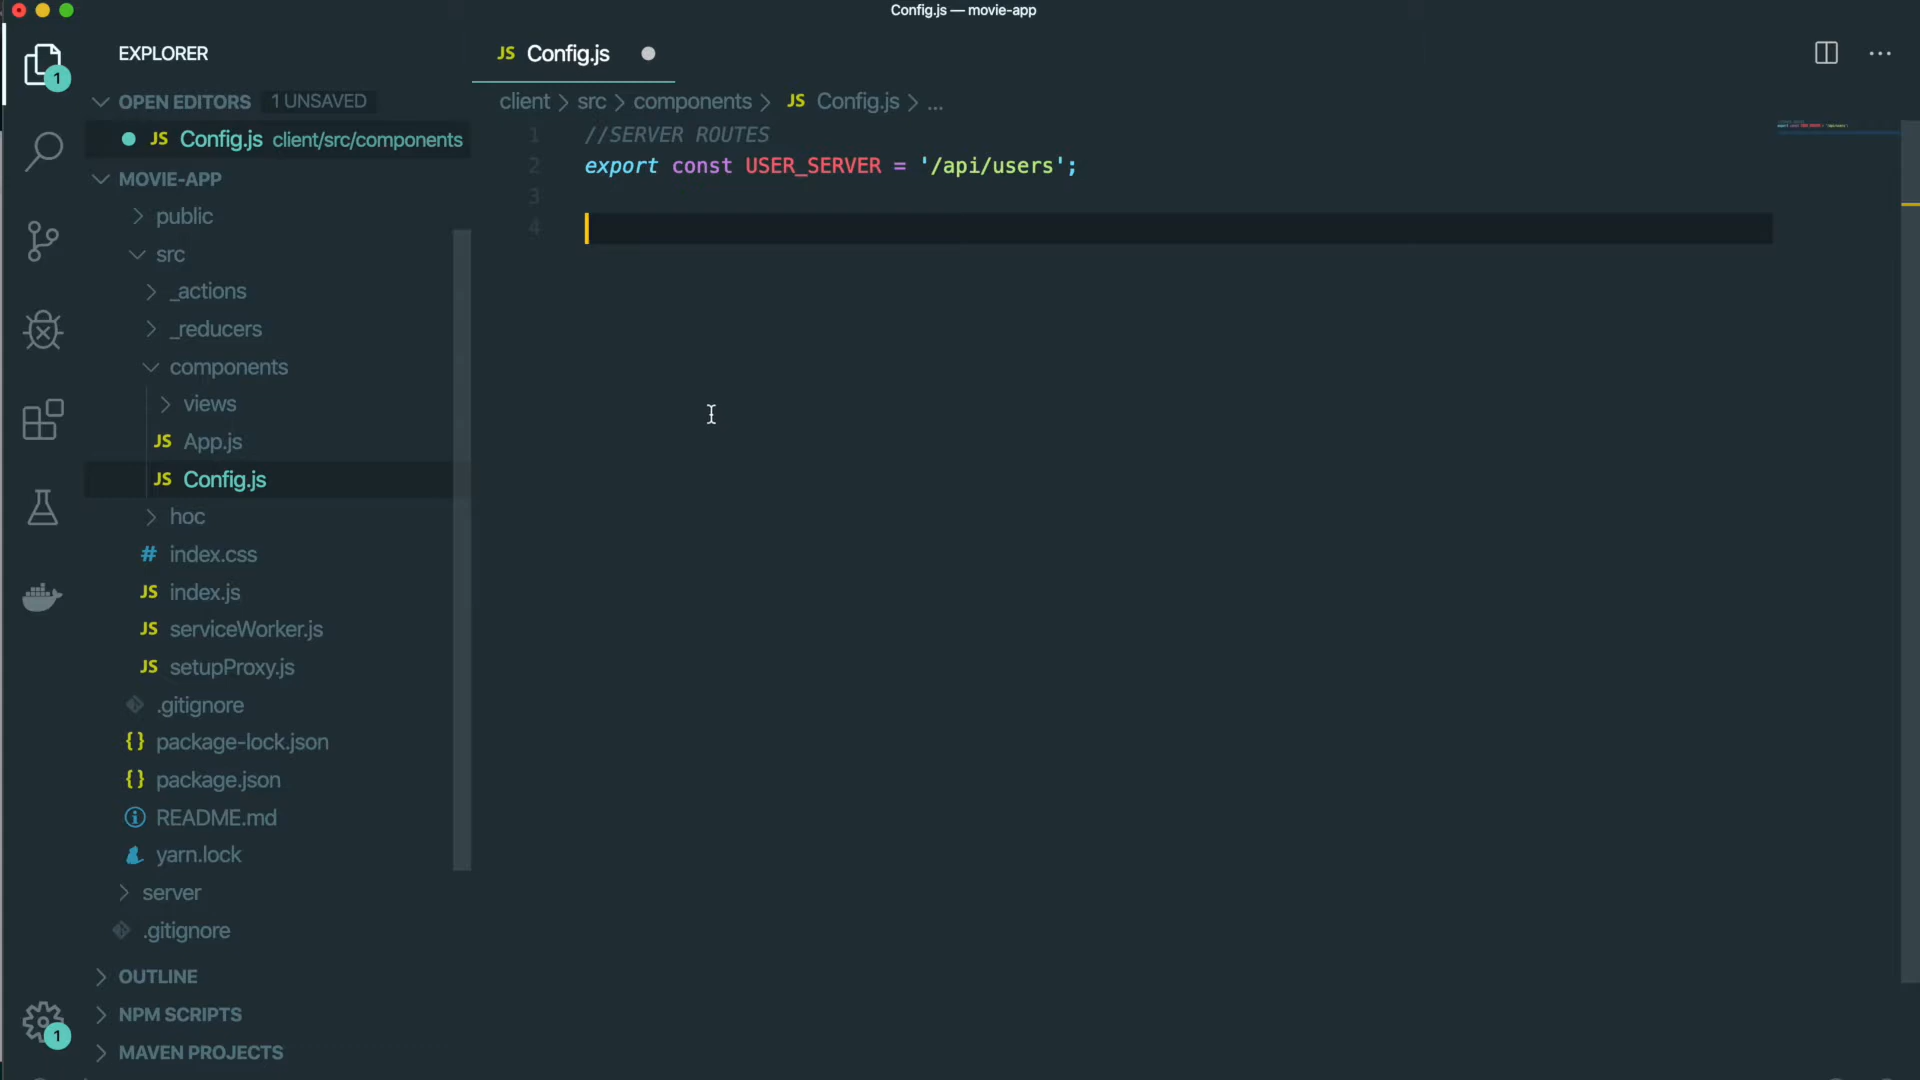 Config.js — movie-app
EXPLORER
JS Config.js
1
OPEN EDITORS 1 UNSAVED
client > src > components > JS Config.js > ...
JS Config.js client/src/components
1 //SERVER ROUTES
2 export const USER_SERVER = '/api/users';
3
4
MOVIE-APP
public
src
_actions
_reducers
components
views
JS App.js
JS Config.js
hoc
# index.css
JS index.js
JS serviceWorker.js
JS setupProxy.js
.gitignore
{} package-lock.json
{} package.json
README.md
yarn.lock
server
.gitignore
OUTLINE
NPM SCRIPTS
1
MAVEN PROJECTS